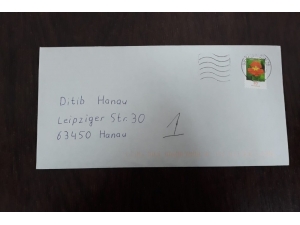 Ditib Hanau
Leipziger Str. 30
63450 Hanau
1